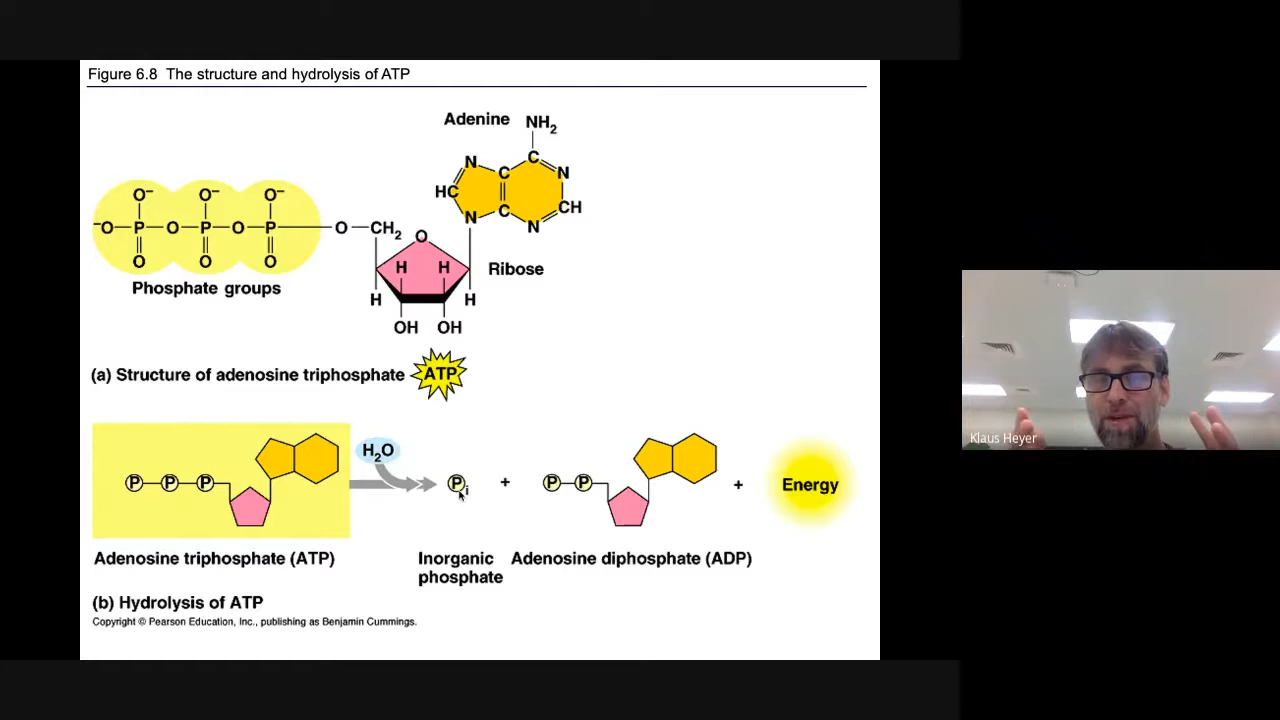 Figure 6.8 The structure and hydrolysis of ATP
Adenine NH2
N C N
HC C CH
N C N
O– O– O–
–O P O P O P O CH2 O
O O O
H H Ribose
H H
OH OH
Phosphate groups
(a) Structure of adenosine triphosphate ATP
H2O
P P P Pi + P P + Energy
Adenosine triphosphate (ATP) Inorganic phosphate Adenosine diphosphate (ADP)
(b) Hydrolysis of ATP
Copyright © Pearson Education, Inc., publishing as Benjamin Cummings.
Klaus Heyer